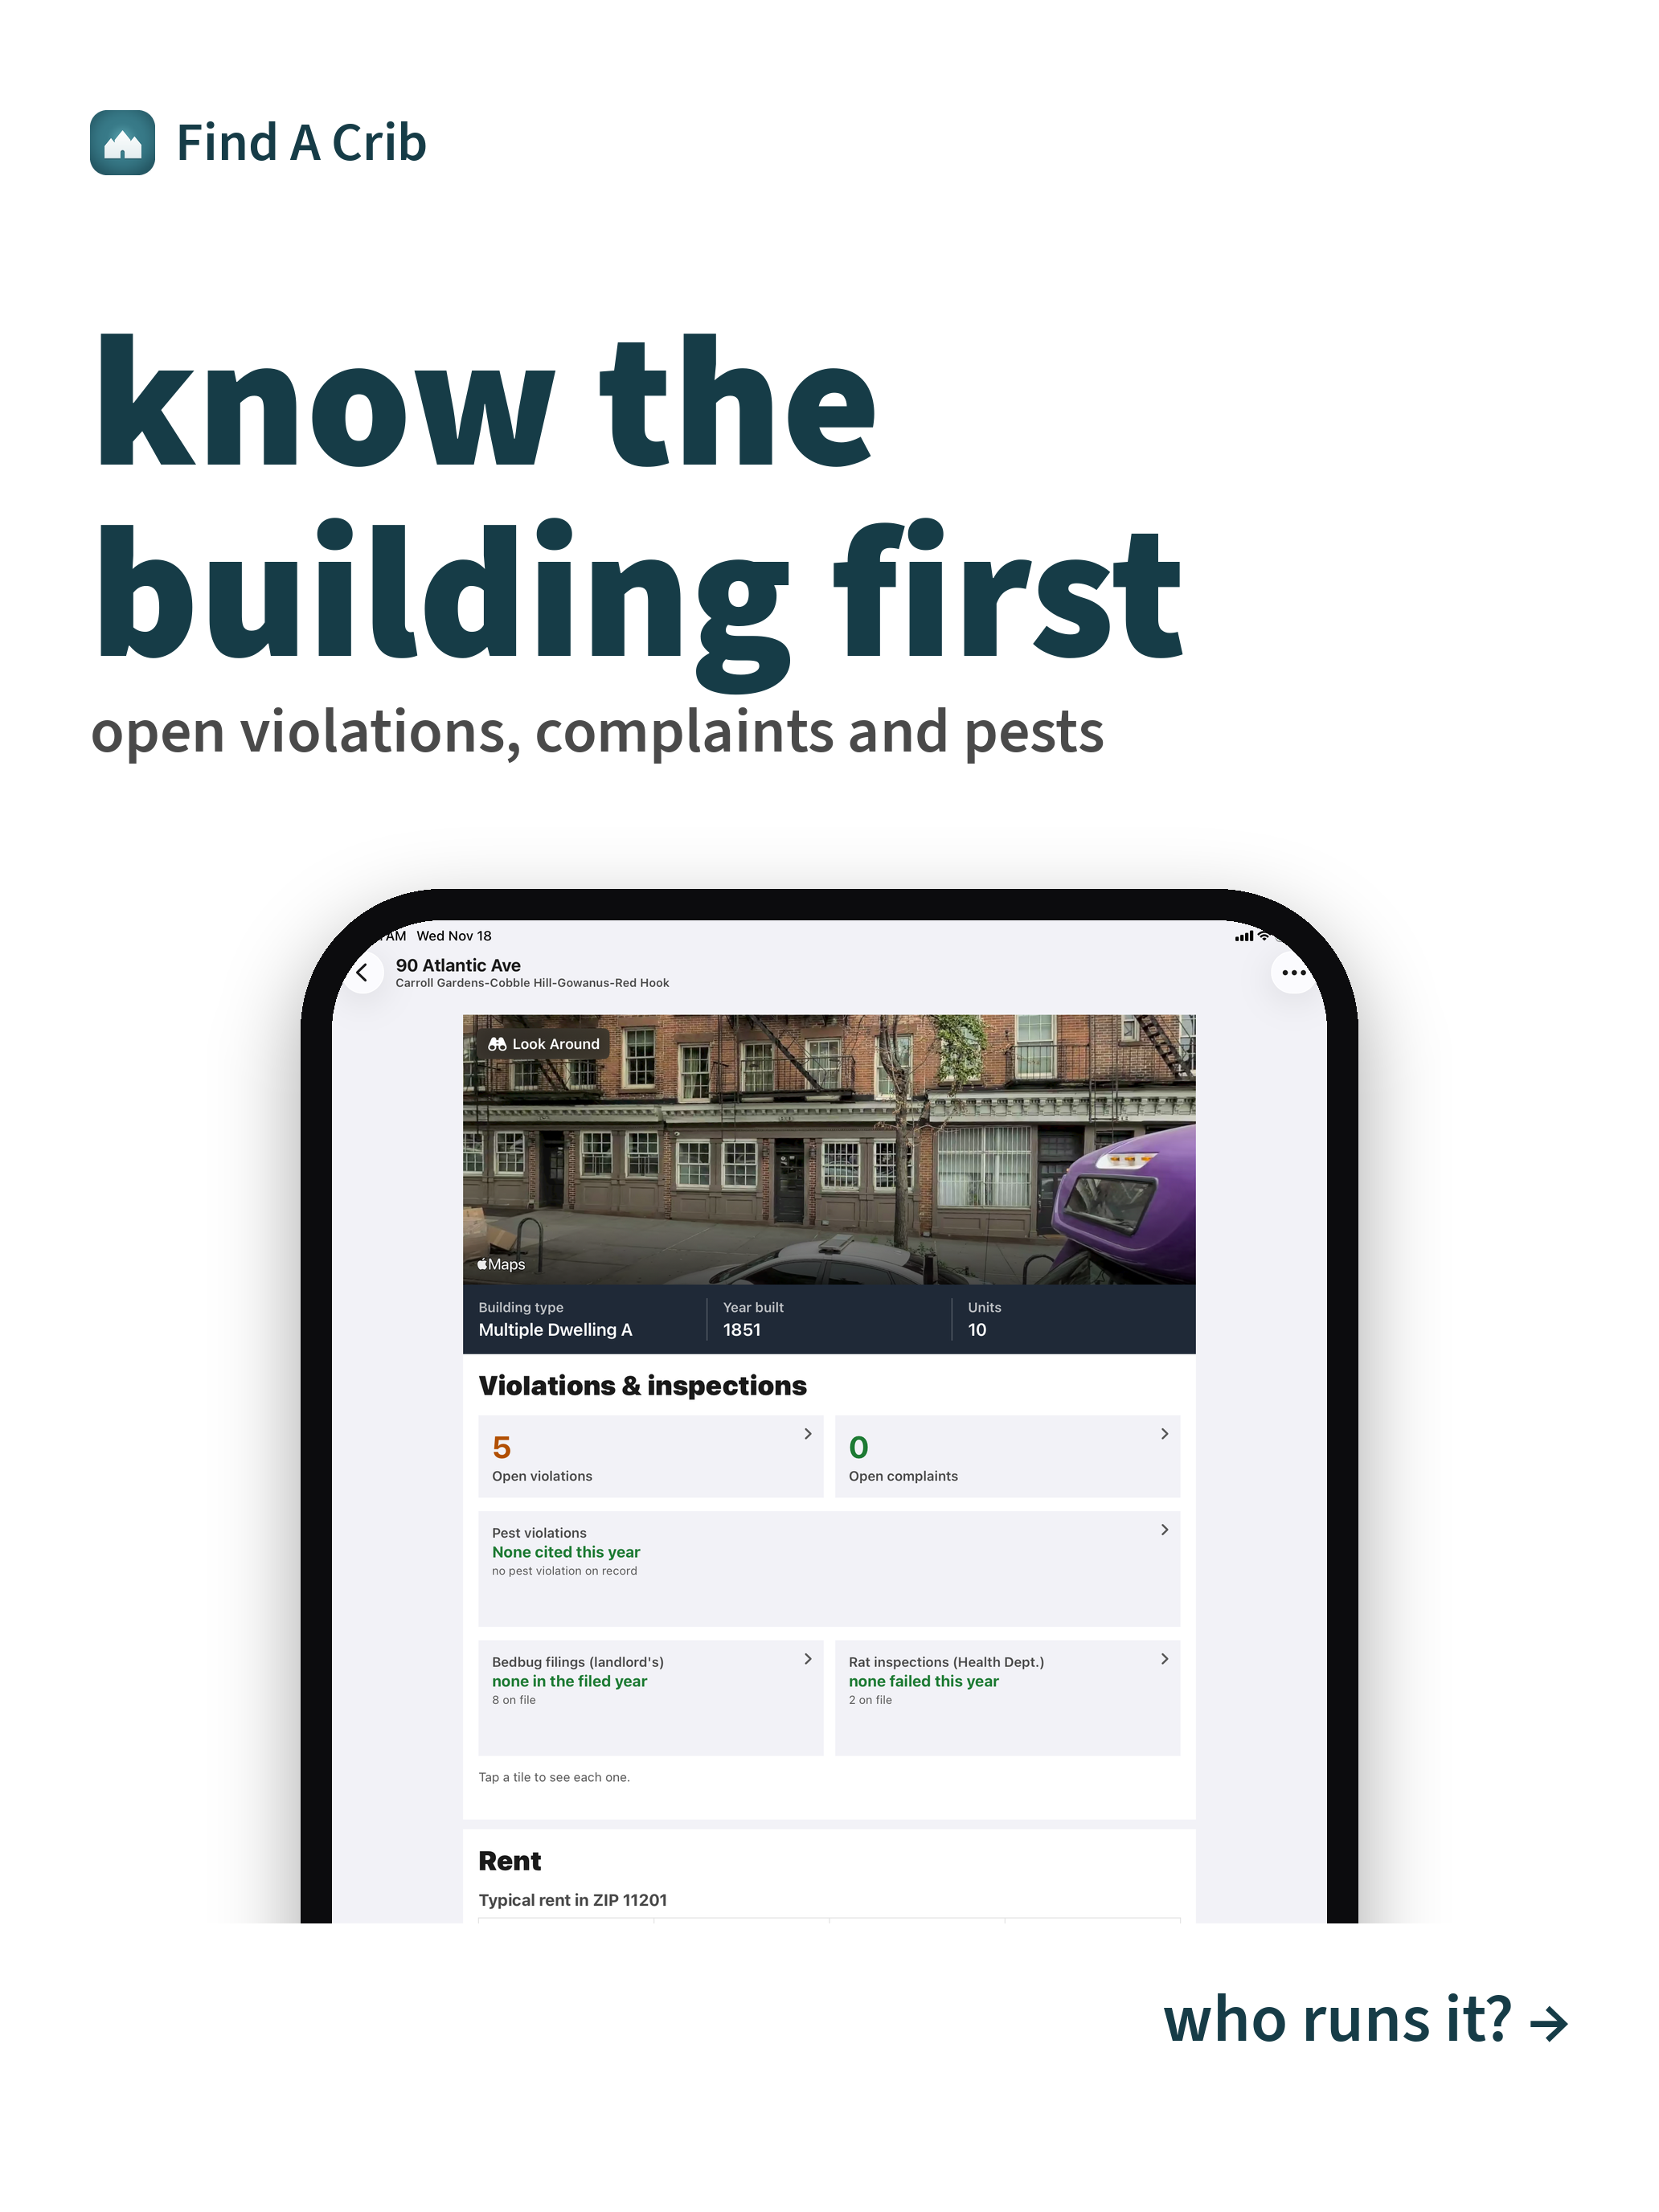 Find A Crib
know the
building first
open violations, complaints and pests
AM Wed Nov 18
90 Atlantic Ave
Carroll Gardens-Cobble Hill-Gowanus-Red Hook
Look Around
Maps
Building type
Multiple Dwelling A
Year built
1851
Units
10
Violations & inspections
5
Open violations
0
Open complaints
Pest violations
None cited this year
no pest violation on record
Bedbug filings (landlord's)
none in the filed year
8 on file
Rat inspections (Health Dept.)
none failed this year
2 on file
Tap a tile to see each one.
Rent
Typical rent in ZIP 11201
who runs it? →